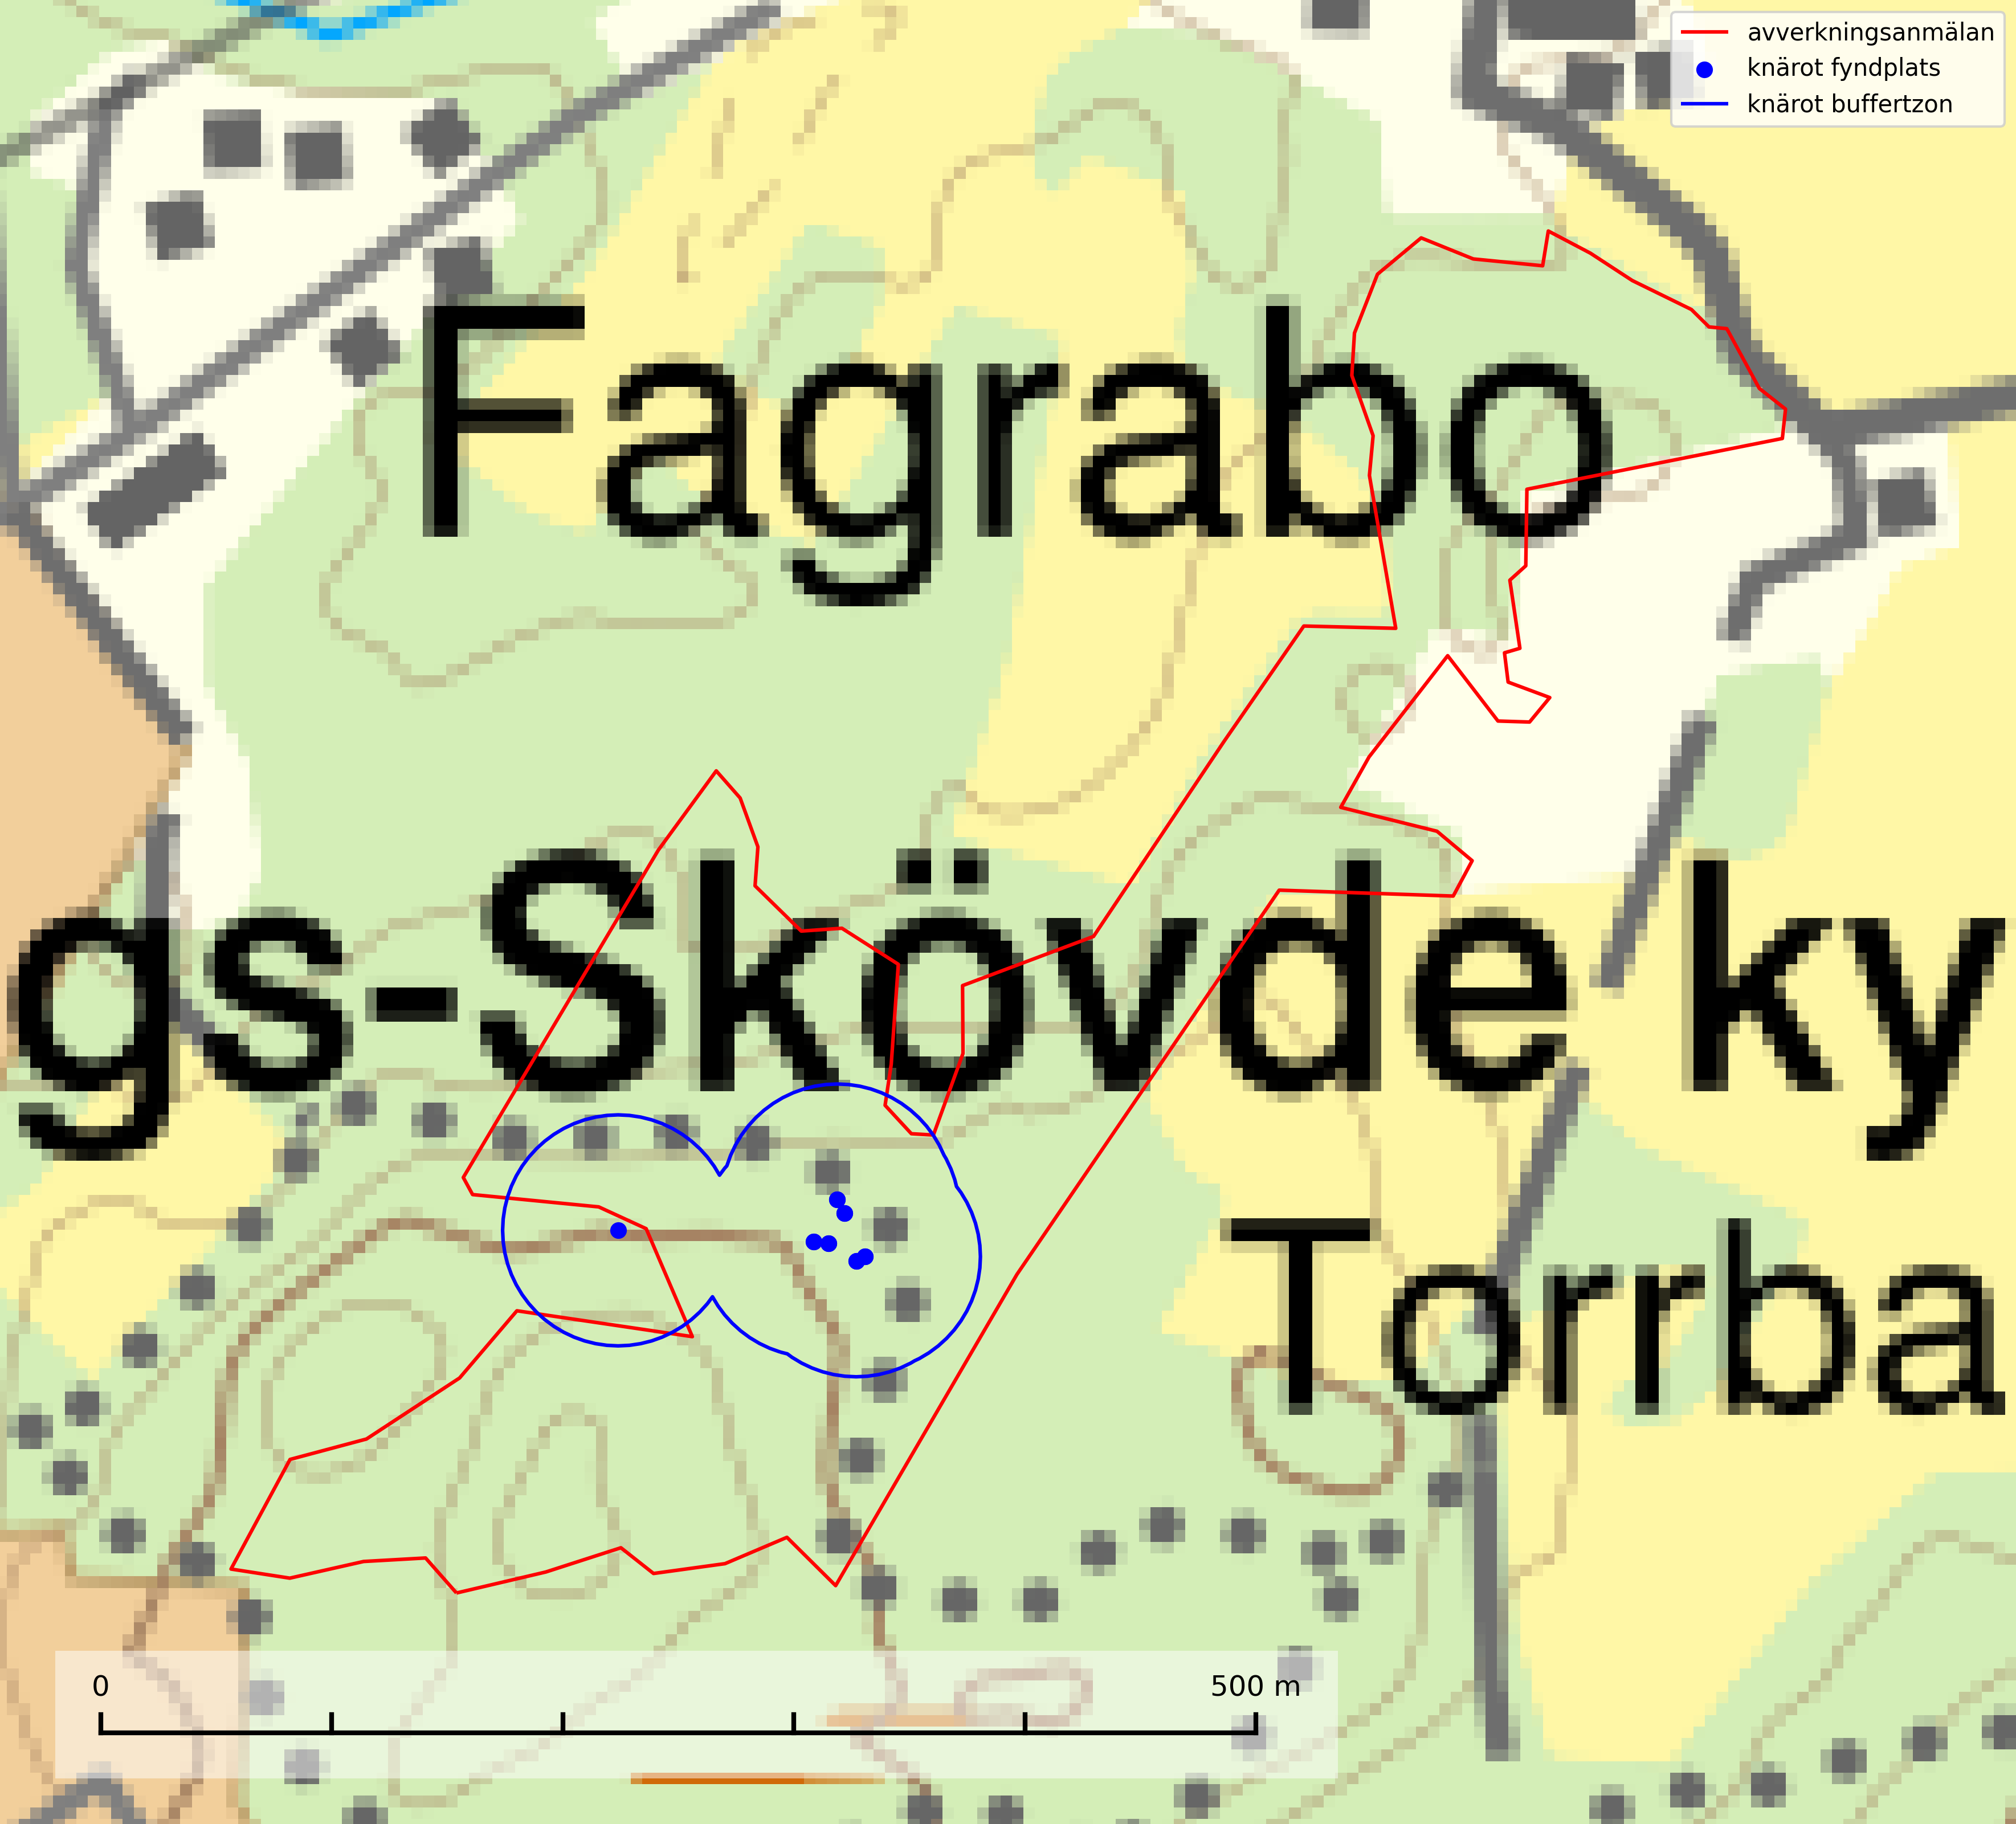 avverkningsanmälan
knärot fyndplats
knärot buffertzon
Fagrabo
gs-Skövde ky
Torrba
0 500 m